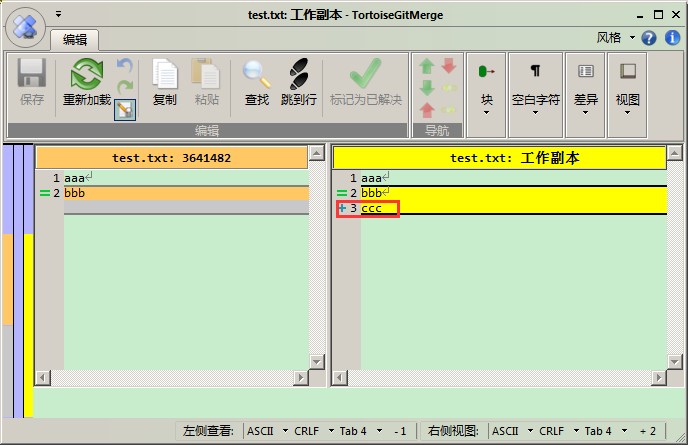 test.txt: 工作副本 - TortoiseGitMerge
编辑
风格
保存
重新加载
复制
粘贴
查找
跳到行
标记为已解决
块
空白字符
差异
视图
编辑
导航
test.txt: 3641482
test.txt: 工作副本
1 aaa
2 bbb
1 aaa
2 bbb
3 ccc
左侧查看: ASCII CRLF Tab 4 - 1
右侧视图: ASCII CRLF Tab 4 + 2